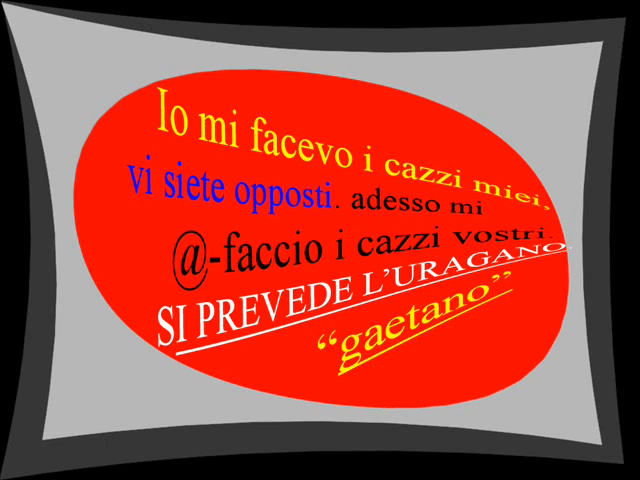 Io mi facevo i cazzi miei,
vi siete opposti. adesso mi
@-faccio i cazzi vostri.
SI PREVEDE L'URAGANO.
“gaetano”